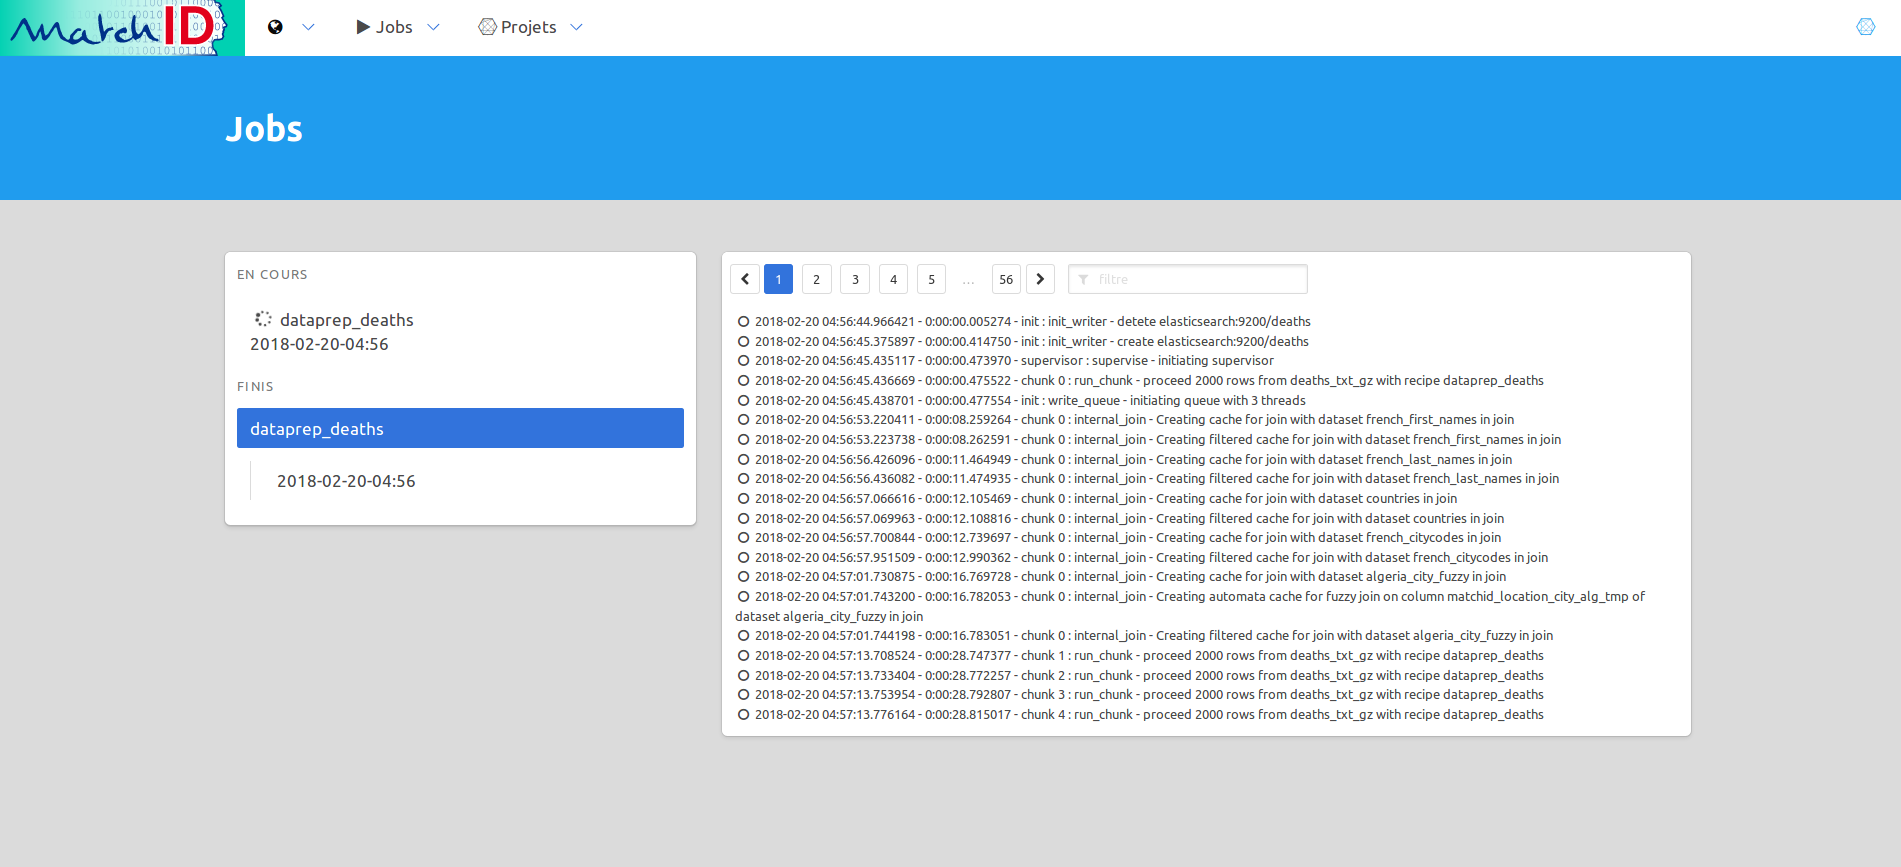 matchID
Jobs
Projets
Jobs
EN COURS
dataprep_deaths
2018-02-20-04:56
FINIS
dataprep_deaths
2018-02-20-04:56
1 2 3 4 5 ... 56 filtre
2018-02-20 04:56:44.966421 - 0:00:00.005274 - init : init_writer - detete elasticsearch:9200/deaths
2018-02-20 04:56:45.375897 - 0:00:00.414750 - init : init_writer - create elasticsearch:9200/deaths
2018-02-20 04:56:45.435117 - 0:00:00.473970 - supervisor : supervise - initiating supervisor
2018-02-20 04:56:45.436669 - 0:00:00.475522 - chunk 0 : run_chunk - proceed 2000 rows from deaths_txt_gz with recipe dataprep_deaths
2018-02-20 04:56:45.438701 - 0:00:00.477554 - init : write_queue - initiating queue with 3 threads
2018-02-20 04:56:53.220411 - 0:00:08.259264 - chunk 0 : internal_join - Creating cache for join with dataset french_first_names in join
2018-02-20 04:56:53.223738 - 0:00:08.262591 - chunk 0 : internal_join - Creating filtered cache for join with dataset french_first_names in join
2018-02-20 04:56:56.426096 - 0:00:11.464949 - chunk 0 : internal_join - Creating cache for join with dataset french_last_names in join
2018-02-20 04:56:56.436082 - 0:00:11.474935 - chunk 0 : internal_join - Creating filtered cache for join with dataset french_last_names in join
2018-02-20 04:56:57.066616 - 0:00:12.105469 - chunk 0 : internal_join - Creating cache for join with dataset countries in join
2018-02-20 04:56:57.069963 - 0:00:12.108816 - chunk 0 : internal_join - Creating filtered cache for join with dataset countries in join
2018-02-20 04:56:57.700844 - 0:00:12.739697 - chunk 0 : internal_join - Creating cache for join with dataset french_citycodes in join
2018-02-20 04:56:57.951509 - 0:00:12.990362 - chunk 0 : internal_join - Creating filtered cache for join with dataset french_citycodes in join
2018-02-20 04:57:01.730875 - 0:00:16.769728 - chunk 0 : internal_join - Creating cache for join with dataset algeria_city_fuzzy in join
2018-02-20 04:57:01.743200 - 0:00:16.782053 - chunk 0 : internal_join - Creating automata cache for fuzzy join on column matchid_location_city_alg_tmp of
dataset algeria_city_fuzzy in join
2018-02-20 04:57:01.744198 - 0:00:16.783051 - chunk 0 : internal_join - Creating filtered cache for join with dataset algeria_city_fuzzy in join
2018-02-20 04:57:13.708524 - 0:00:28.747377 - chunk 1 : run_chunk - proceed 2000 rows from deaths_txt_gz with recipe dataprep_deaths
2018-02-20 04:57:13.733404 - 0:00:28.772257 - chunk 2 : run_chunk - proceed 2000 rows from deaths_txt_gz with recipe dataprep_deaths
2018-02-20 04:57:13.753954 - 0:00:28.792807 - chunk 3 : run_chunk - proceed 2000 rows from deaths_txt_gz with recipe dataprep_deaths
2018-02-20 04:57:13.776164 - 0:00:28.815017 - chunk 4 : run_chunk - proceed 2000 rows from deaths_txt_gz with recipe dataprep_deaths